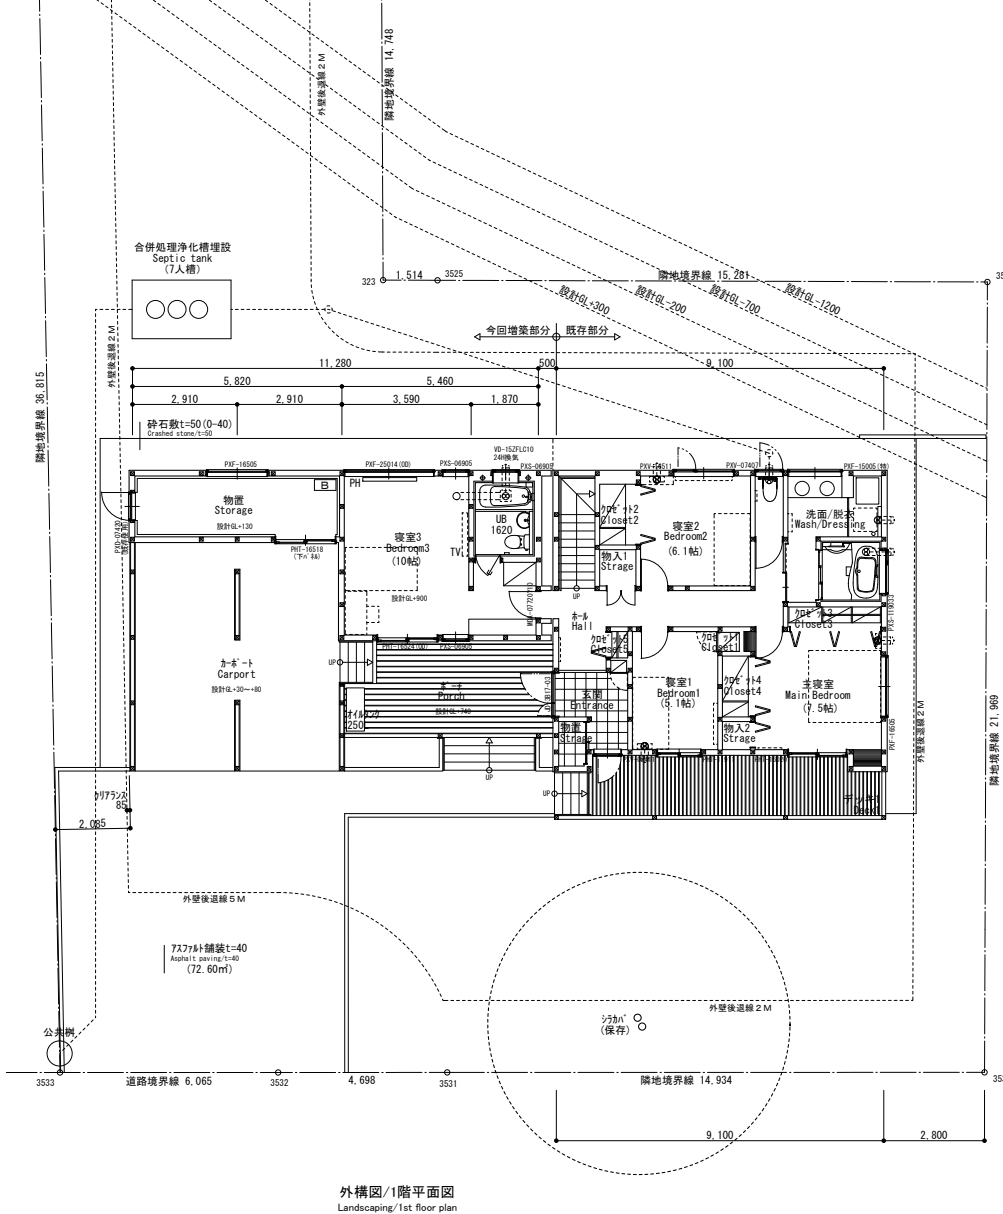 隣地境界線 14,748
外壁後退線2M
合併処理浄化槽埋設
Septic tank
(7人槽)
323
1,514
3525
隣地境界線 15,281
設計GL+300
設計GL-200
設計GL-700
設計GL-1200
外壁後退線2M
隣地境界線 36,815
今回増築部分
既存部分
11,280
500
9,100
5,820
5,460
2,910
2,910
3,590
1,870
砕石敷t=50(0-40)
Crashed stone/t=50
VD-15ZFLC10
24H換気
PXF-16505
PXF-25014(OD)
PXS-06905
PXS-06905
PXV-07407
B
PH
物置
Storage
設計GL+130
PHT-16518
UB
1620
寝室3
Bedroom3
(10帖)
TV
設計GL+900
クロゼット2
Closet2
寝室2
Bedroom2
(6.1帖)
物入1
Strage
洗面/脱衣
Wash/Dressing
UP
ホール
Hall
クロゼット3
Closet3
クロゼット5
Closet5
クロゼット1
Closet1
PHT-16524(OD)
PXS-06905
カーポート
Carport
設計GL+30～+80
UP
ポーチ
Porch
設計GL-740
オイルタンク
250
玄関
Entrance
寝室1
Bedroom1
(5.1帖)
クロゼット4
Closet4
主寝室
Main Bedroom
(7.5帖)
物置
Strage
物入2
Strage
PXF-16505
UP
UP
デッキ1
Deck1
外壁後退線2M
隣地境界線 21,969
クリアランス
85
2,085
外壁後退線5M
アスファルト舗装t=40
Asphalt paving/t=40
(72.60㎡)
外壁後退線2M
シラカバ
(保存)
公共桝
3533
道路境界線 6,065
3532
4,698
3531
隣地境界線 14,934
9,100
2,800
外構図/1階平面図
Landscaping/1st floor plan